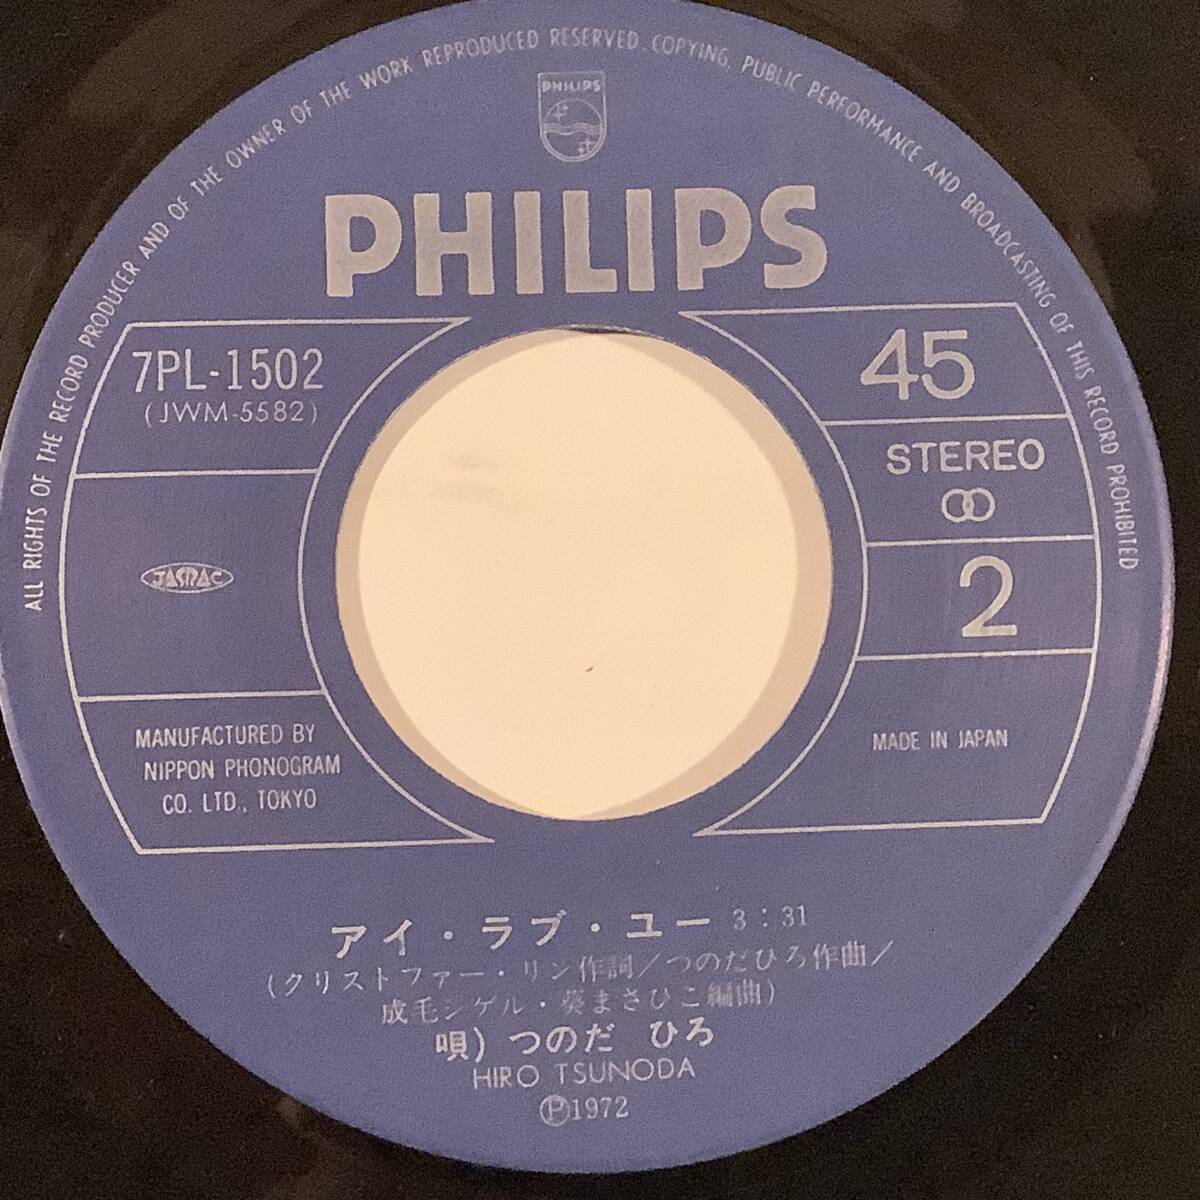 ALL RIGHTS OF THE RECORD PRODUCER AND OF THE OWNER OF THE WORK REPRODUCED RESERVED. COPYING, PUBLIC PERFORMANCE AND BROADCASTING OF THIS RECORD PROHIBITED
PHILIPS
PHILIPS
7PL-1502
(JWM-5582)
JASRAC
MANUFACTURED BY
NIPPON PHONOGRAM
CO. LTD., TOKYO
45
STEREO
2
MADE IN JAPAN
アイ・ラブ・ユー 3:31
(クリストファー・リン作詞/つのだひろ作曲/
成毛シゲル・葵まさひこ編曲)
唄) つのだ ひろ
HIRO TSUNODA
Ⓟ1972